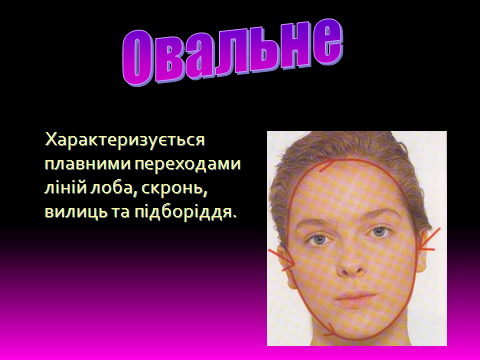 Овальне
Характеризується
плавними переходами
ліній лоба, скронь,
вилиць та підборіддя.